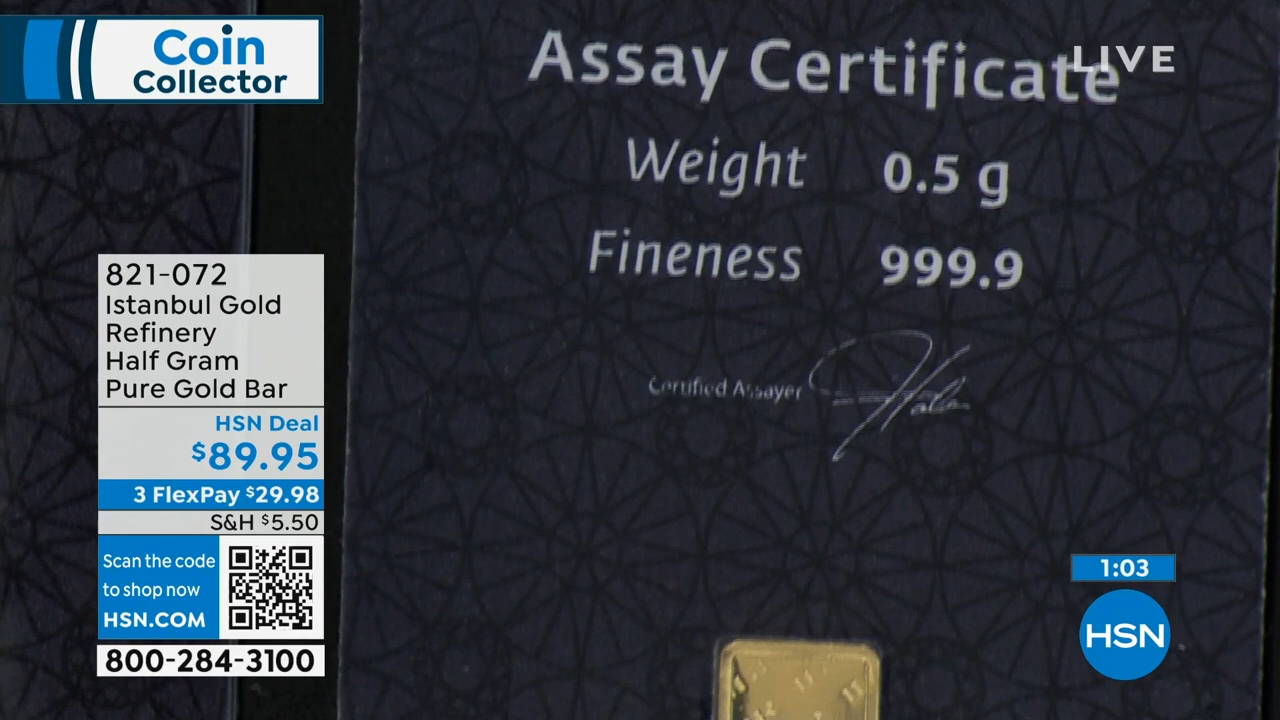 Coin
Collector
Assay Certificate
LIVE
Weight 0.5 g
Fineness 999.9
Certified Assayer
821-072
Istanbul Gold
Refinery
Half Gram
Pure Gold Bar
HSN Deal
$89.95
3 FlexPay $29.98
S&H $5.50
Scan the code
to shop now
HSN.COM
800-284-3100
1:03
HSN